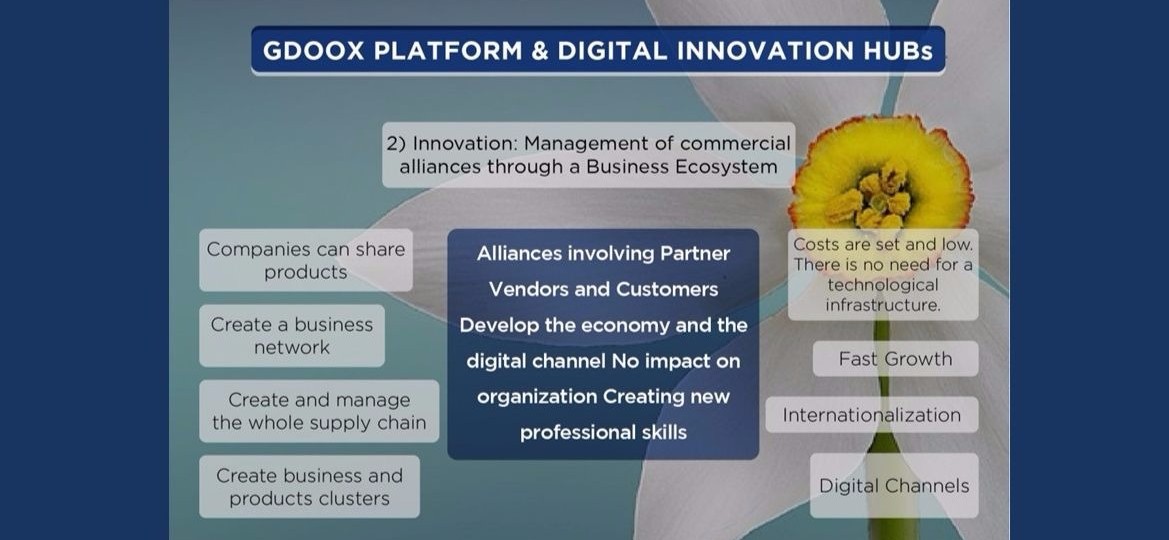 GDOOX PLATFORM & DIGITAL INNOVATION HUBs
2) Innovation: Management of commercial
alliances through a Business Ecosystem
Companies can share
products
Create a business
network
Create and manage
the whole supply chain
Create business and
products clusters
Alliances involving Partner
Vendors and Customers
Develop the economy and the
digital channel No impact on
organization Creating new
professional skills
Costs are set and low.
There is no need for a
technological
infrastructure.
Fast Growth
Internationalization
Digital Channels